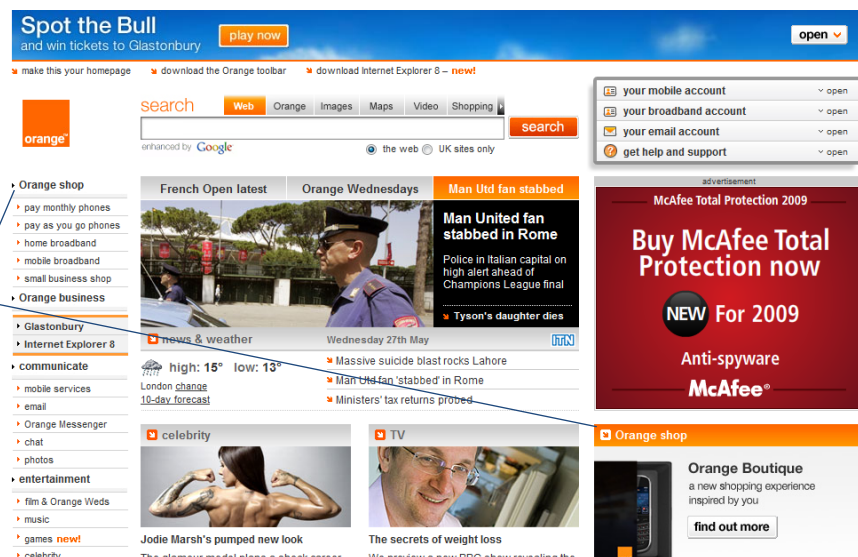 Spot the Bull
and win tickets to Glastonbury
play now
open
make this your homepage
download the Orange toolbar
download Internet Explorer 8 – new!
orange™
search
Web
Orange
Images
Maps
Video
Shopping
search
enhanced by Google
the web
UK sites only
your mobile account
open
your broadband account
open
your email account
open
get help and support
open
Orange shop
pay monthly phones
pay as you go phones
home broadband
mobile broadband
small business shop
Orange business
Glastonbury
Internet Explorer 8
communicate
mobile services
email
Orange Messenger
chat
photos
entertainment
film & Orange Weds
music
games new!
celebrity
French Open latest
Orange Wednesdays
Man Utd fan stabbed
Man United fan
stabbed in Rome
Police in Italian capital on
high alert ahead of
Champions League final
Tyson's daughter dies
news & weather
Wednesday 27th May
ITN
high: 15° low: 13°
London change
10-day forecast
Massive suicide blast rocks Lahore
Man Utd fan 'stabbed' in Rome
Ministers' tax returns probed
celebrity
Jodie Marsh's pumped new look
TV
The secrets of weight loss
advertisement
McAfee Total Protection 2009
Buy McAfee Total
Protection now
NEW For 2009
Anti-spyware
McAfee®
Orange shop
Orange Boutique
a new shopping experience
inspired by you
find out more